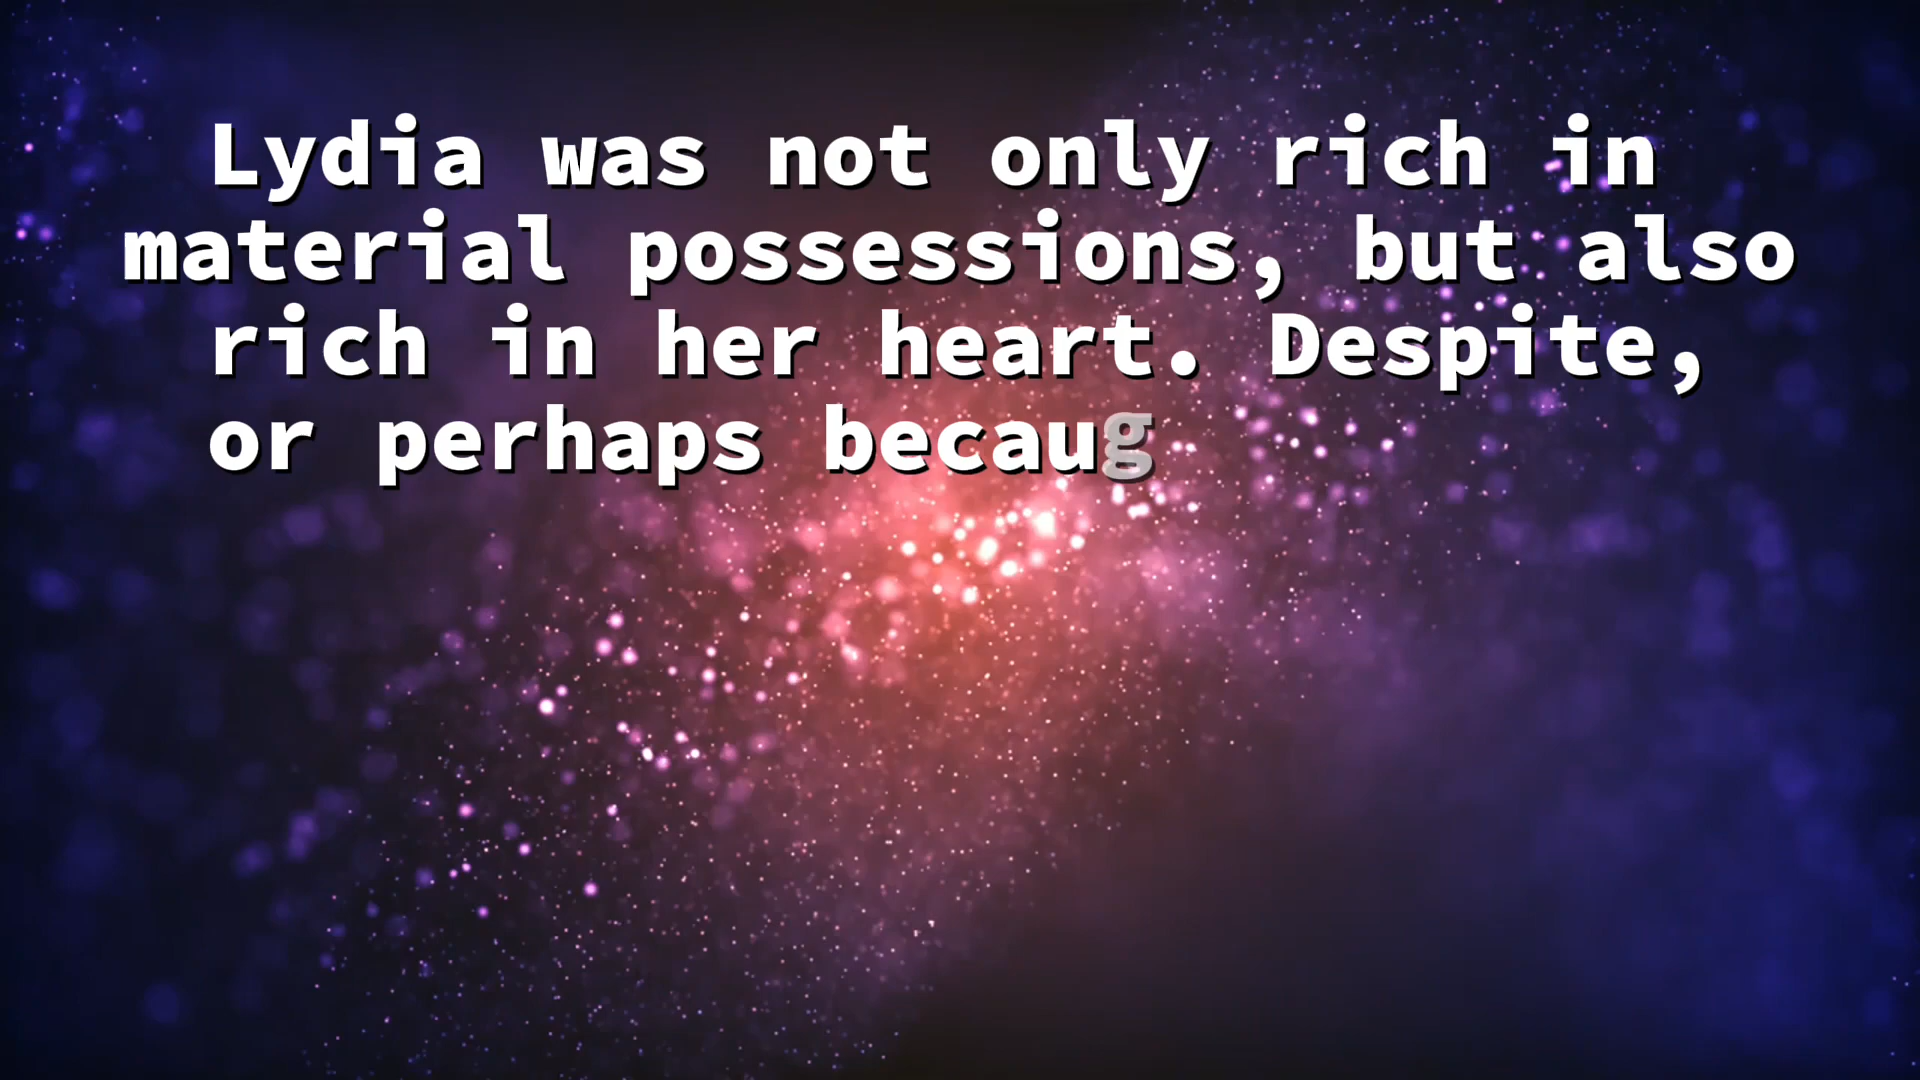 Lydia was not only rich in
material possessions, but also
rich in her heart. Despite,
or perhaps becaug